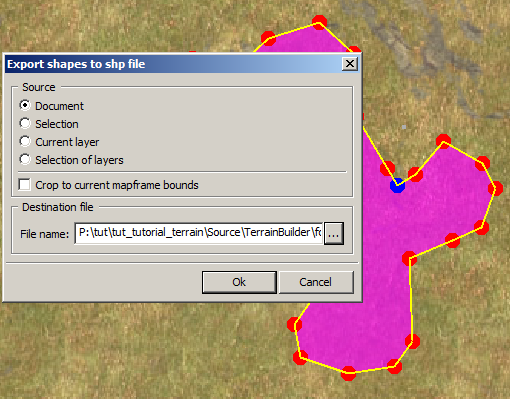 Export shapes to shp file
Source
Document
Selection
Current layer
Selection of layers
Crop to current mapframe bounds
Destination file
File name: P:\tut\tut_tutorial_terrain\Source\TerrainBuilder\fo ...
Ok Cancel